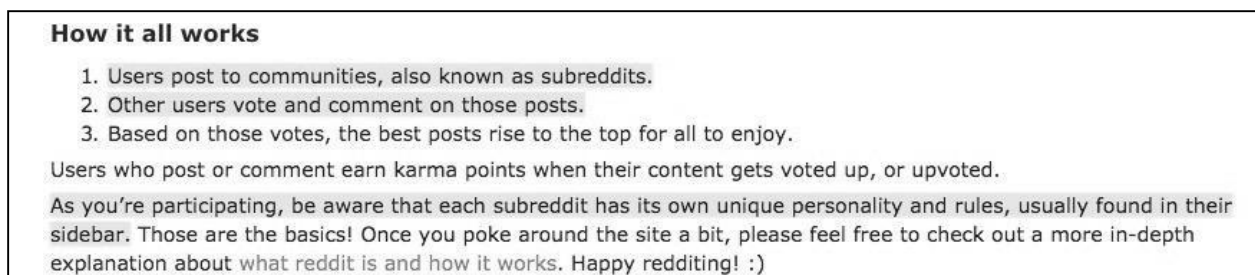 How it all works
1. Users post to communities, also known as subreddits.
2. Other users vote and comment on those posts.
3. Based on those votes, the best posts rise to the top for all to enjoy.
Users who post or comment earn karma points when their content gets voted up, or upvoted.
As you’re participating, be aware that each subreddit has its own unique personality and rules, usually found in their
sidebar. Those are the basics! Once you poke around the site a bit, please feel free to check out a more in-depth
explanation about what reddit is and how it works. Happy redditing! :)